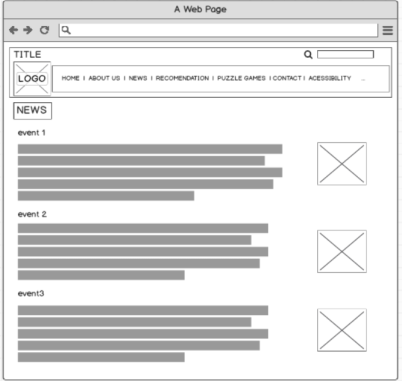 A Web Page
TITLE
LOGO
HOME I ABOUT US I NEWS I RECOMENDATION I PUZZLE GAMES I CONTACT I ACESSIBILITY ...
NEWS
event 1
event 2
event3